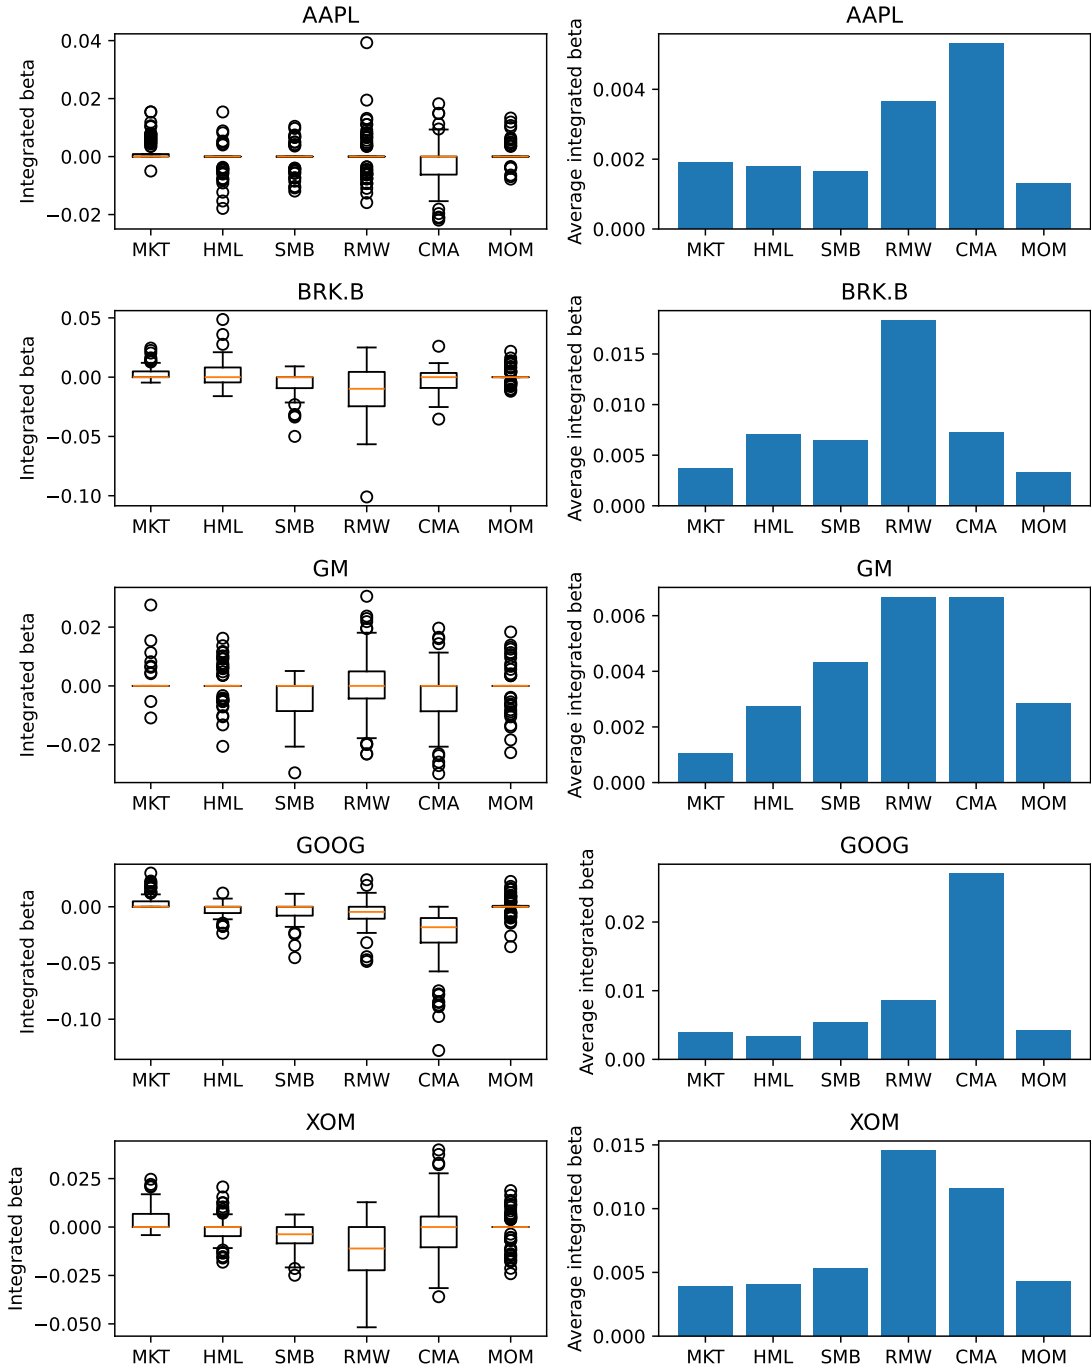 AAPL
Integrated beta
0.04
0.02
0.00
−0.02
MKT HML SMB RMW CMA MOM
AAPL
Average integrated beta
0.004
0.002
0.000
MKT HML SMB RMW CMA MOM
BRK.B
Integrated beta
0.05
0.00
−0.05
−0.10
MKT HML SMB RMW CMA MOM
BRK.B
Average integrated beta
0.015
0.010
0.005
0.000
MKT HML SMB RMW CMA MOM
GM
Integrated beta
0.02
0.00
−0.02
MKT HML SMB RMW CMA MOM
GM
Average integrated beta
0.006
0.004
0.002
0.000
MKT HML SMB RMW CMA MOM
GOOG
Integrated beta
0.00
−0.05
−0.10
MKT HML SMB RMW CMA MOM
GOOG
Average integrated beta
0.02
0.01
0.00
MKT HML SMB RMW CMA MOM
XOM
Integrated beta
0.025
0.000
−0.025
−0.050
MKT HML SMB RMW CMA MOM
XOM
Average integrated beta
0.015
0.010
0.005
0.000
MKT HML SMB RMW CMA MOM